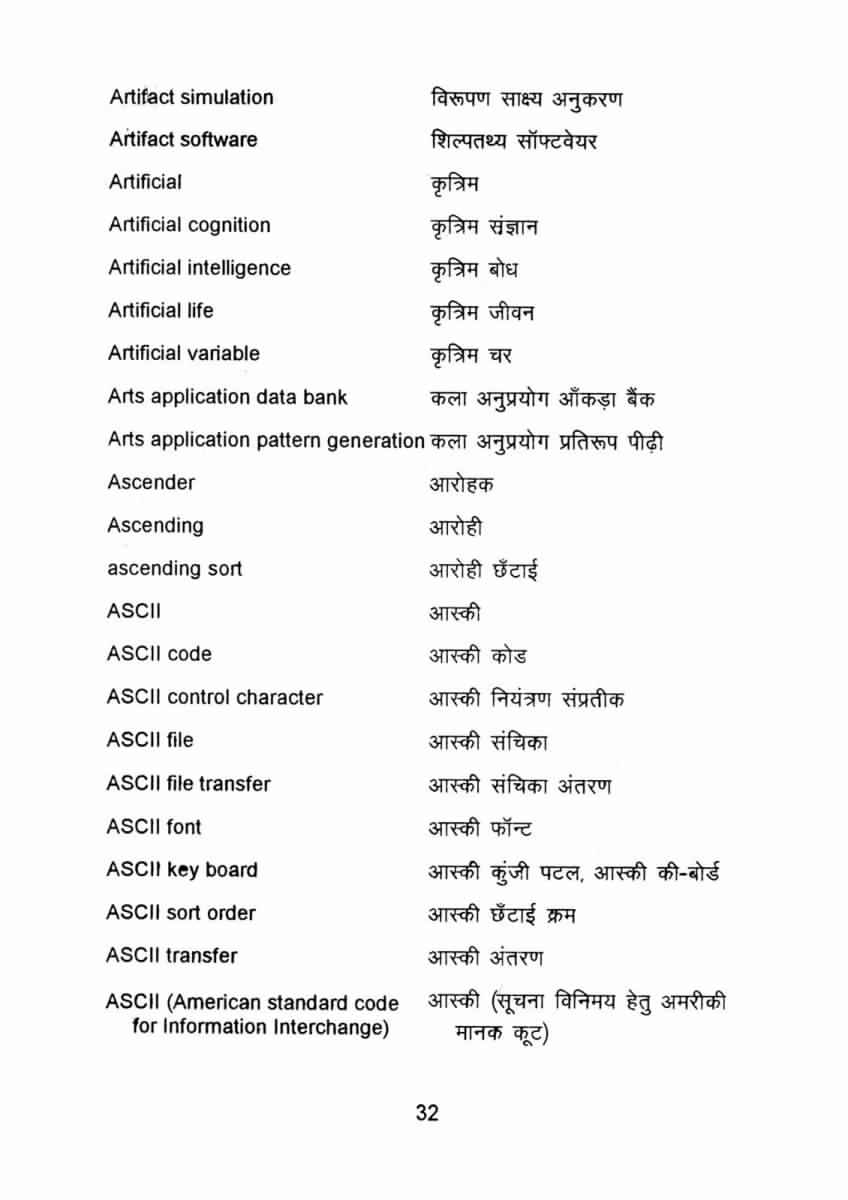 Artifact simulation विरूपण साक्ष्य अनुकरण
Artifact software शिल्पतथ्य सॉफ्टवेयर
Artificial कृत्रिम
Artificial cognition कृत्रिम संज्ञान
Artificial intelligence कृत्रिम बोध
Artificial life कृत्रिम जीवन
Artificial variable कृत्रिम चर
Arts application data bank कला अनुप्रयोग आँकड़ा बैंक
Arts application pattern generation कला अनुप्रयोग प्रतिरूप पीढ़ी
Ascender आरोहक
Ascending आरोही
ascending sort आरोही छँटाई
ASCII आस्की
ASCII code आस्की कोड
ASCII control character आस्की नियंत्रण संप्रतीक
ASCII file आस्की संचिका
ASCII file transfer आस्की संचिका अंतरण
ASCII font आस्की फॉन्ट
ASCII key board आस्की कुंजी पटल, आस्की की-बोर्ड
ASCII sort order आस्की छँटाई क्रम
ASCII transfer आस्की अंतरण
ASCII (American standard code आस्की (सूचना विनिमय हेतु अमरीकी
for Information Interchange) मानक कूट)
32